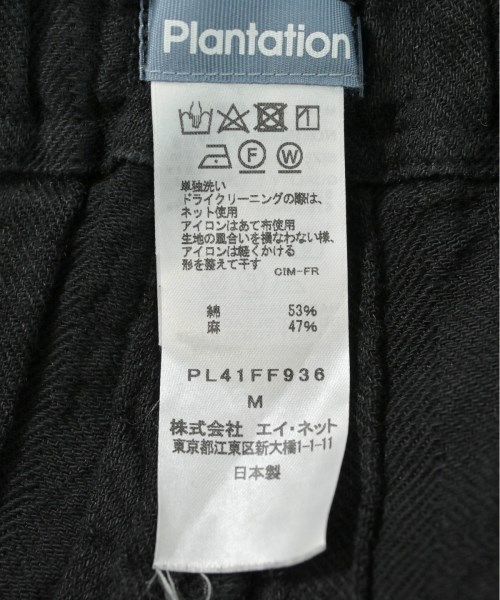 Plantation
単独洗い
ドライクリーニングの際は、
ネット使用
アイロンはあて布使用
生地の風合いを損なわない様、
アイロンは軽くかける
形を整えて干す
CIM-FR
綿 53%
麻 47%
PL41FF936
M
株式会社 エイ・ネット
東京都江東区新大橋1-1-11
日本製